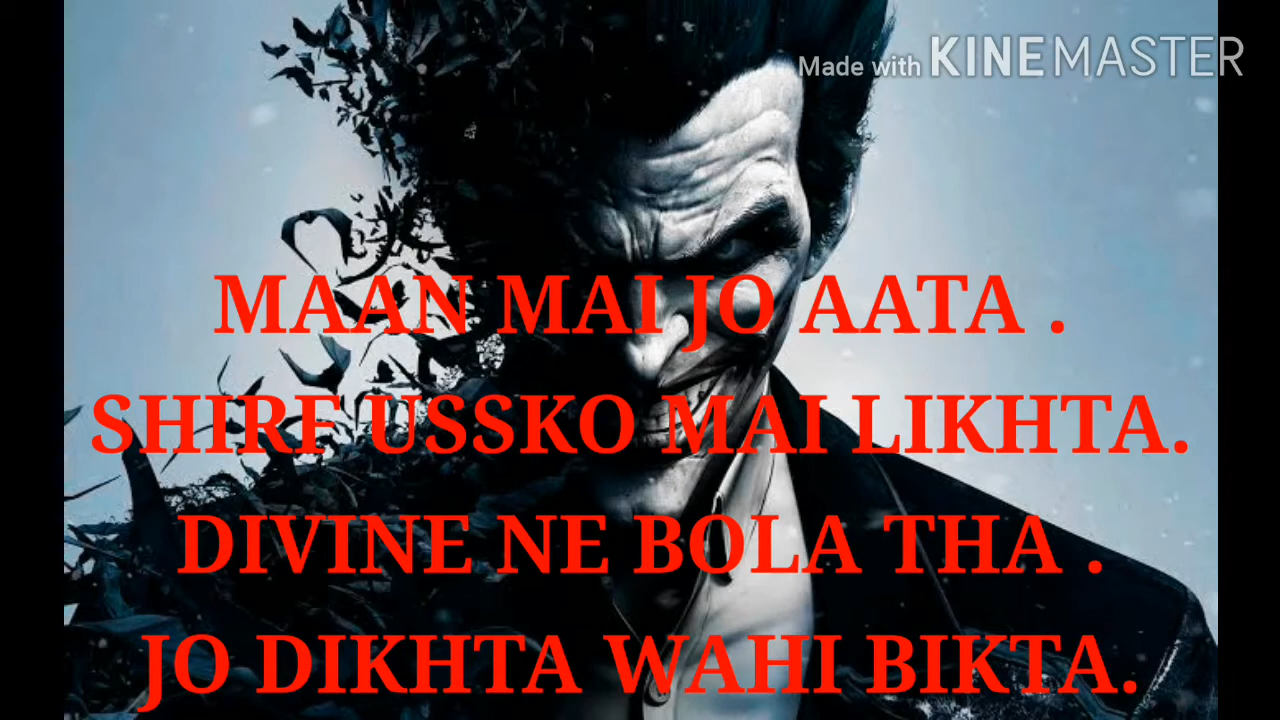 Made with KINEMASTER
MAAN MAI JO AATA .
SHIRF USSKO MAI LIKHTA.
DIVINE NE BOLA THA .
JO DIKHTA WAHI BIKTA.